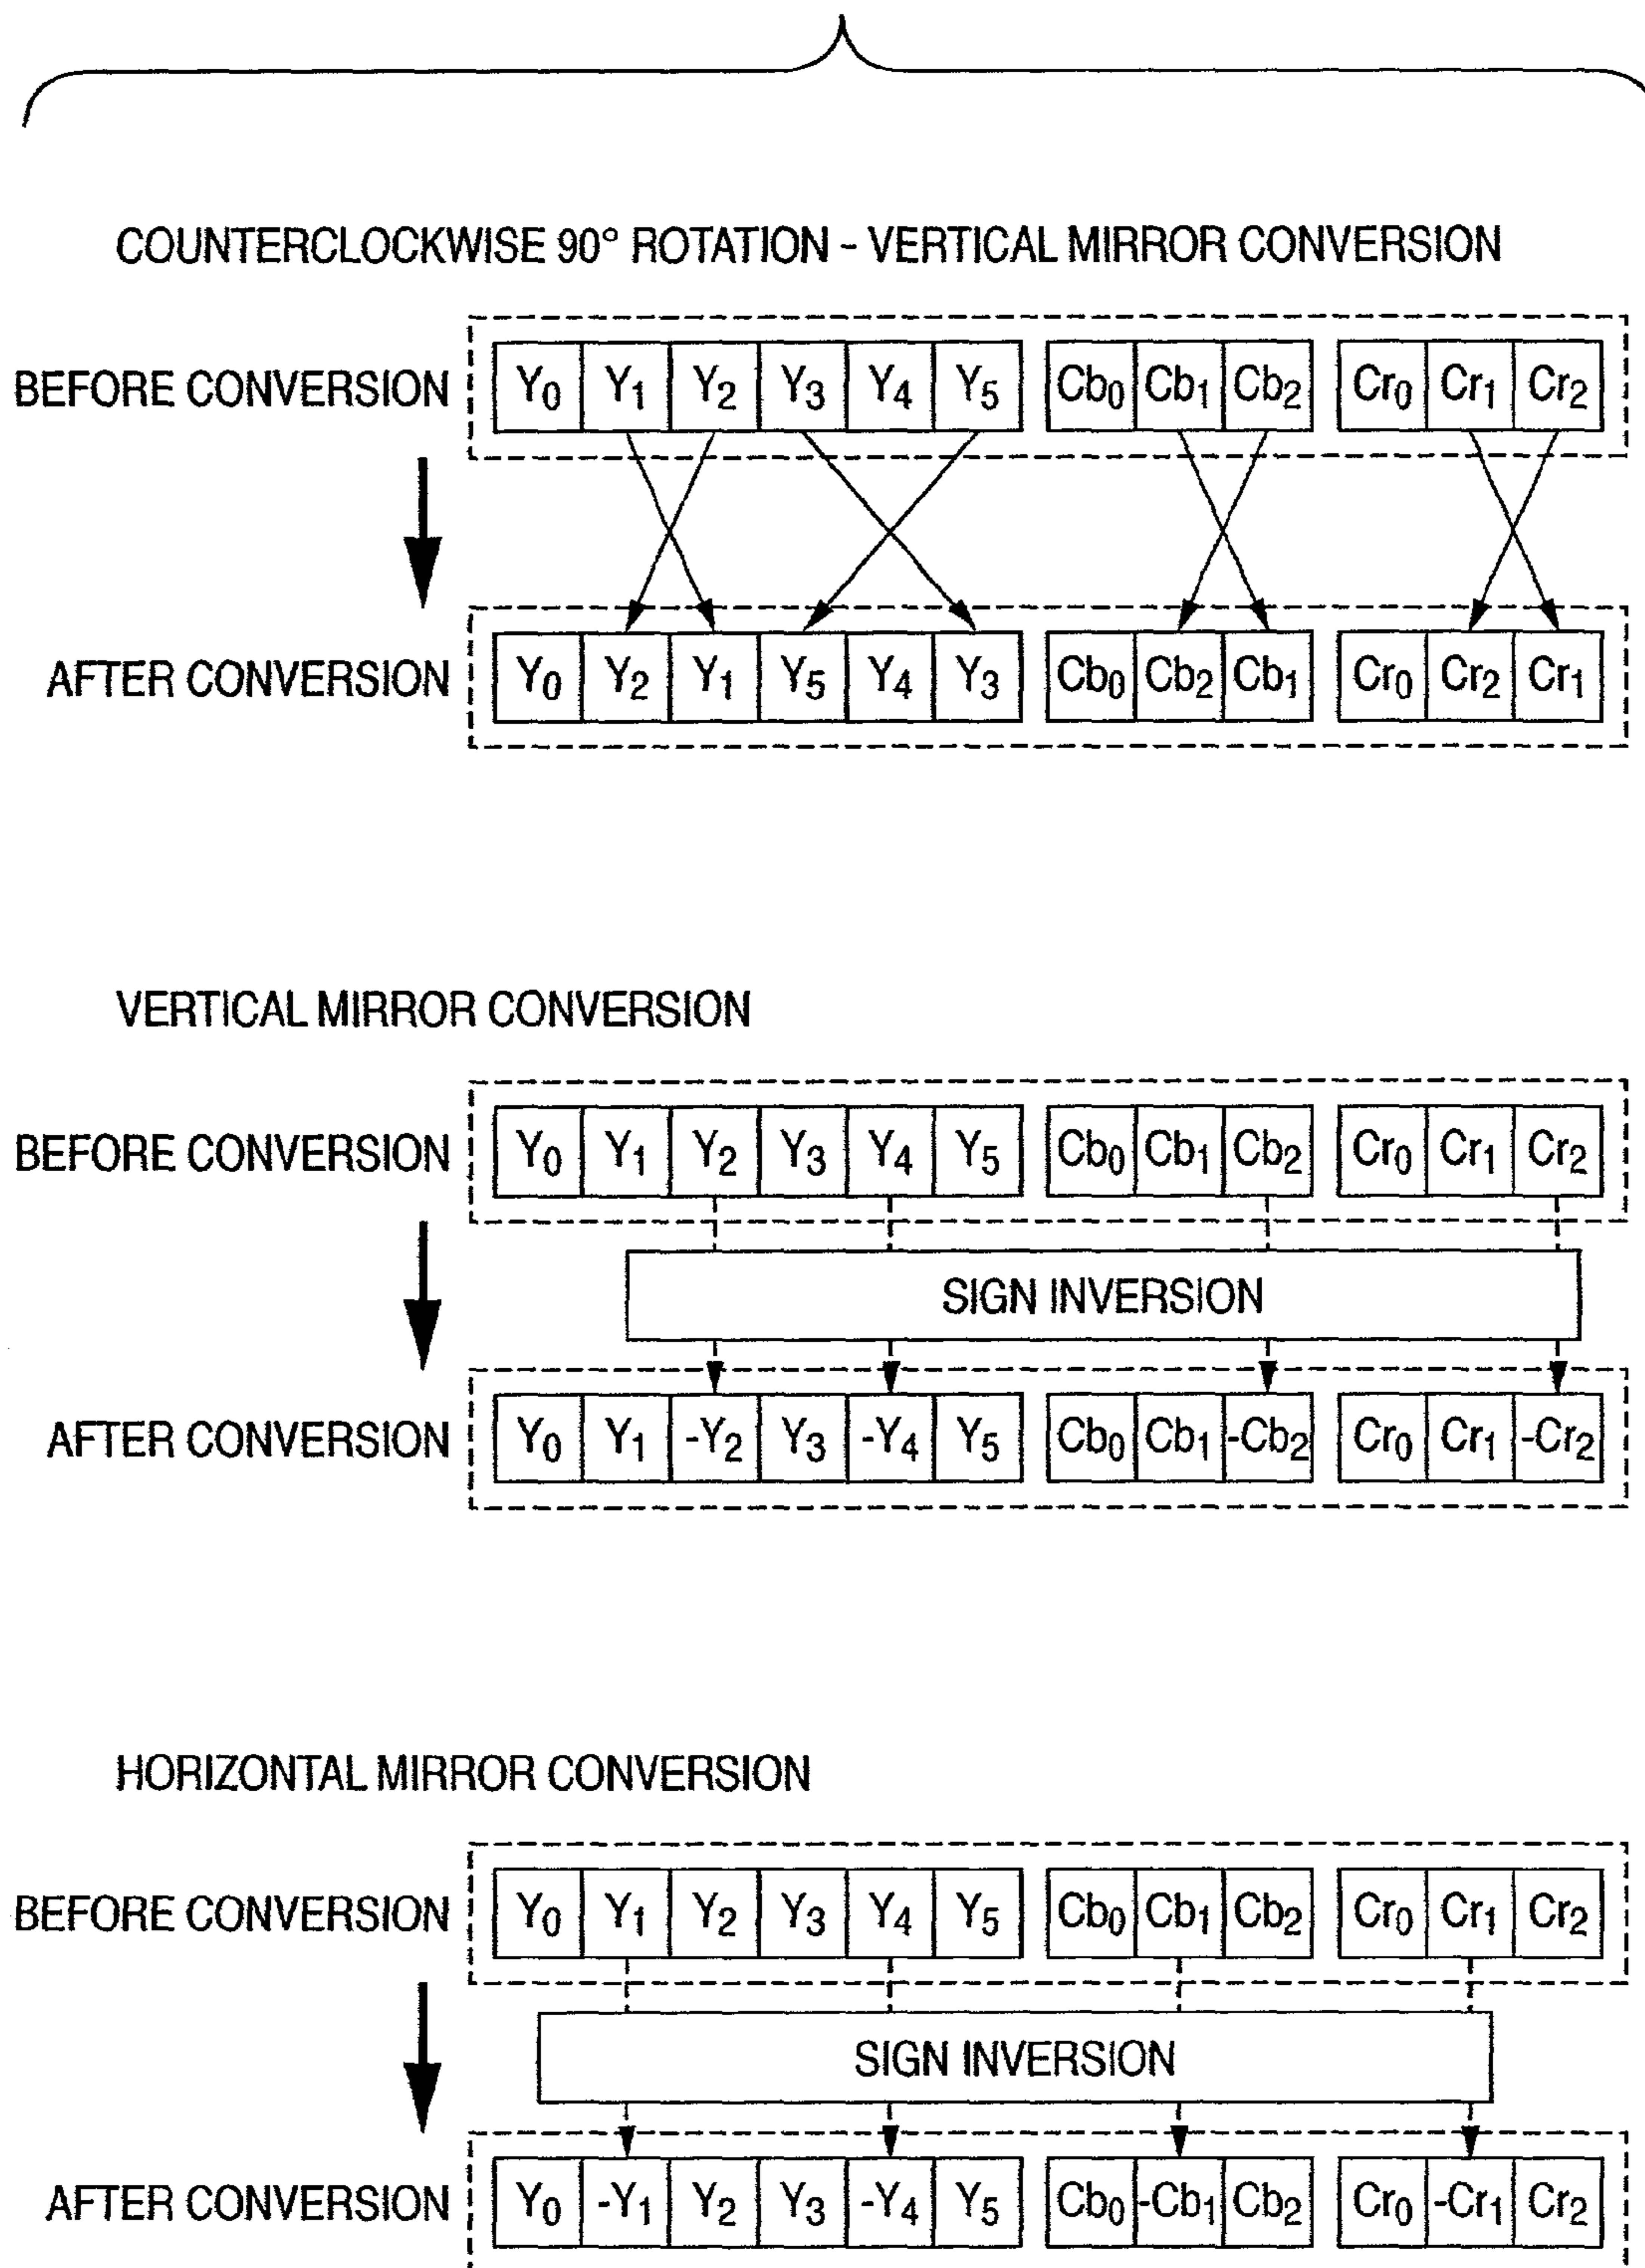 COUNTERCLOCKWISE 90° ROTATION - VERTICAL MIRROR CONVERSION
BEFORE CONVERSION Y0 Y1 Y2 Y3 Y4 Y5 Cb0 Cb1 Cb2 Cr0 Cr1 Cr2
AFTER CONVERSION Y0 Y2 Y1 Y5 Y4 Y3 Cb0 Cb2 Cb1 Cr0 Cr2 Cr1
VERTICAL MIRROR CONVERSION
BEFORE CONVERSION Y0 Y1 Y2 Y3 Y4 Y5 Cb0 Cb1 Cb2 Cr0 Cr1 Cr2
SIGN INVERSION
AFTER CONVERSION Y0 Y1 -Y2 Y3 -Y4 Y5 Cb0 Cb1 -Cb2 Cr0 Cr1 -Cr2
HORIZONTAL MIRROR CONVERSION
BEFORE CONVERSION Y0 Y1 Y2 Y3 Y4 Y5 Cb0 Cb1 Cb2 Cr0 Cr1 Cr2
SIGN INVERSION
AFTER CONVERSION Y0 -Y1 Y2 Y3 -Y4 Y5 Cb0 -Cb1 Cb2 Cr0 -Cr1 Cr2